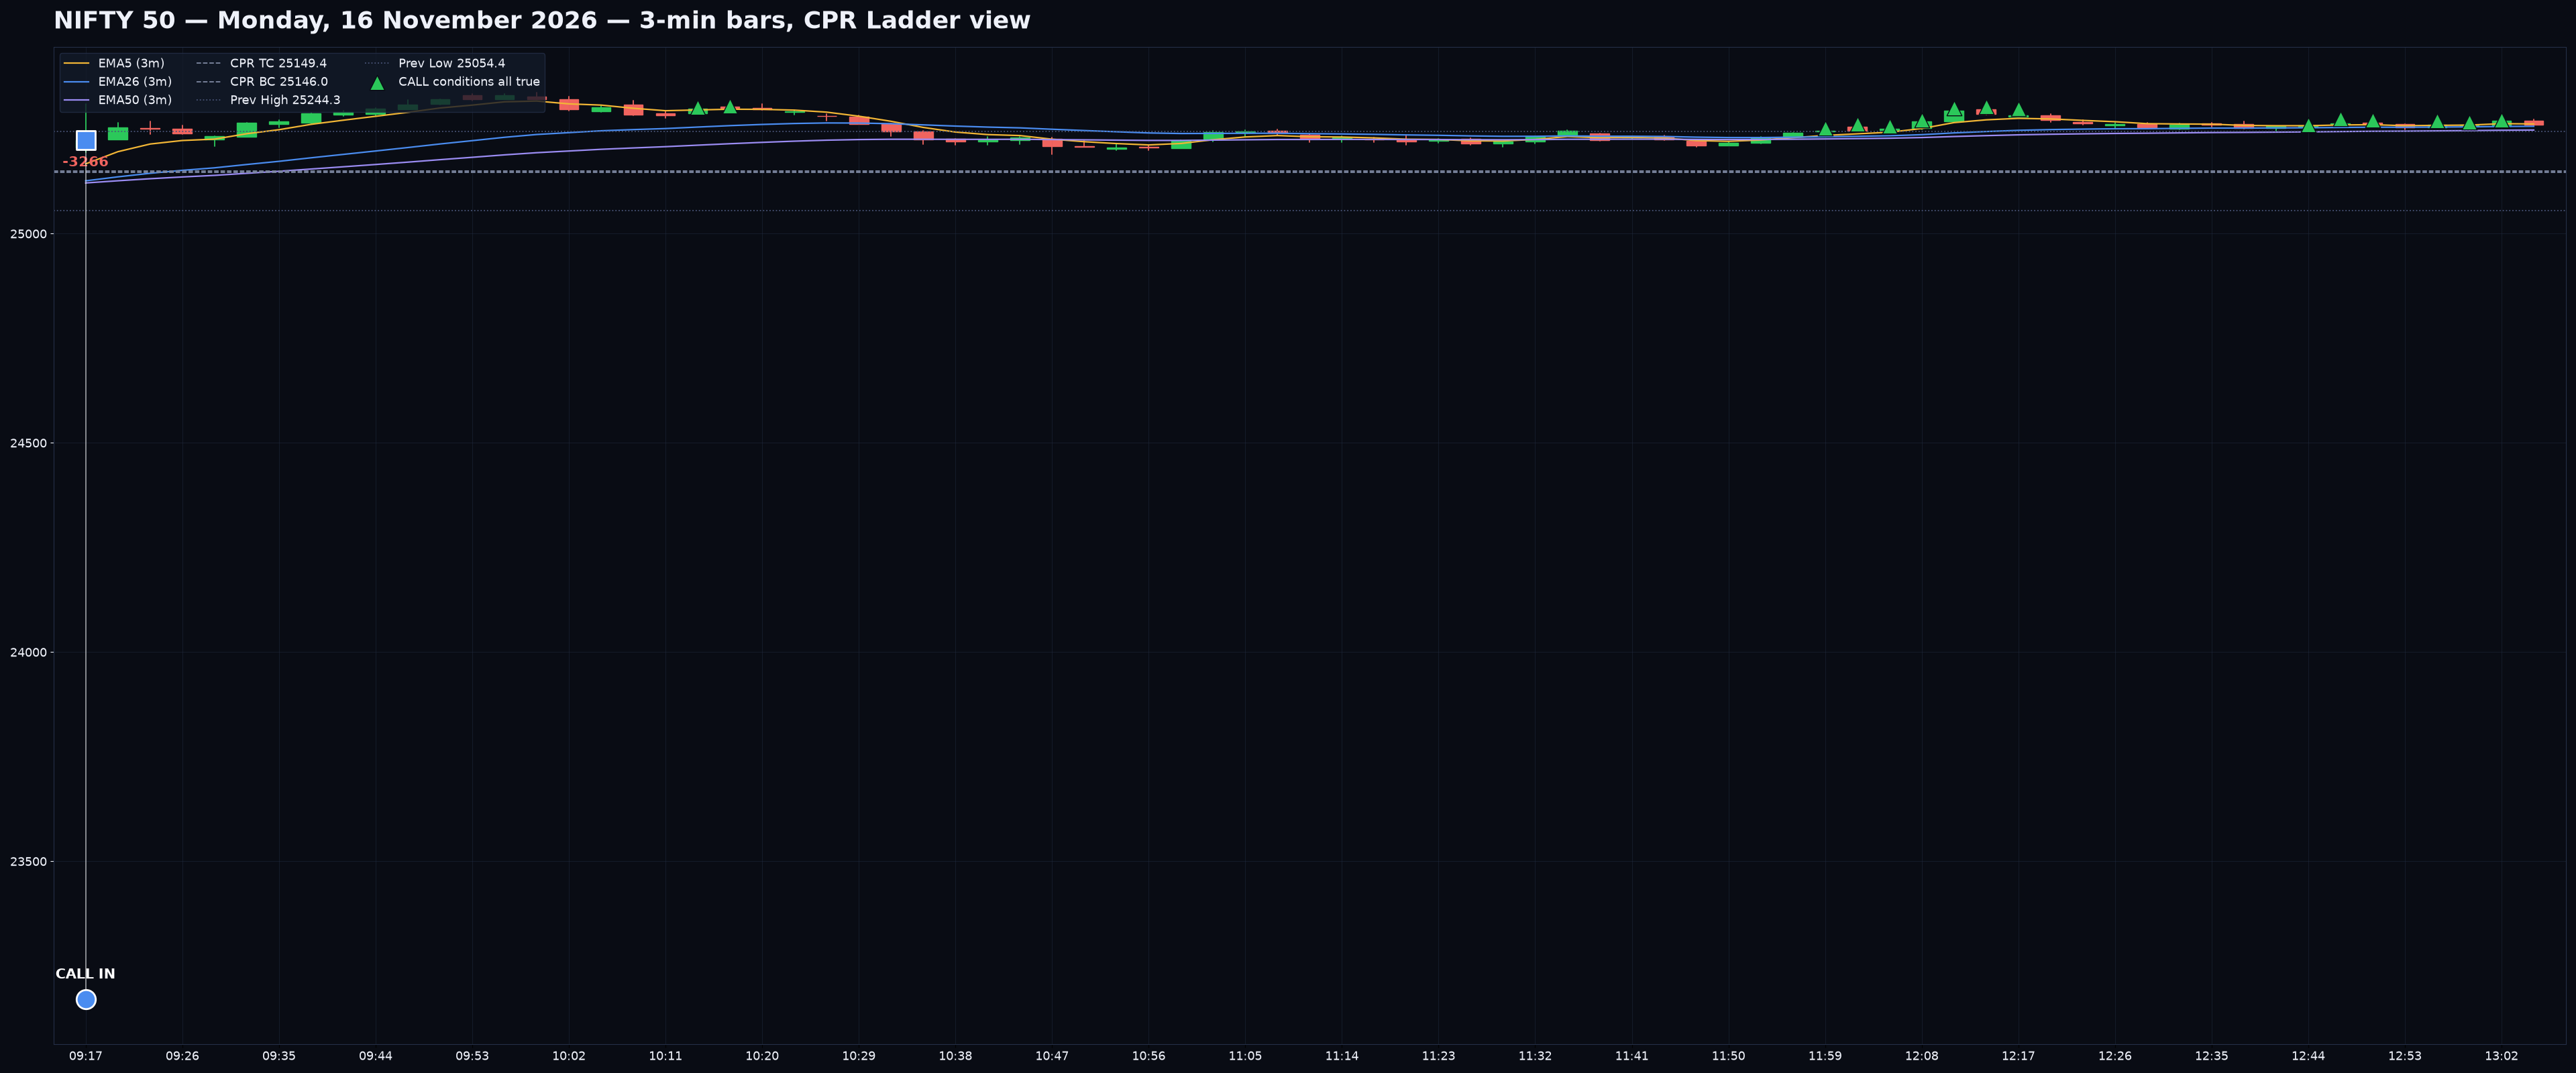 NIFTY 50 — Monday, 16 November 2026 — 3-min bars, CPR Ladder view
EMA5 (3m)
EMA26 (3m)
EMA50 (3m)
CPR TC 25149.4
CPR BC 25146.0
Prev High 25244.3
Prev Low 25054.4
CALL conditions all true
-3266
25000
24500
24000
23500
CALL IN
09:17 09:26 09:35 09:44 09:53 10:02 10:11 10:20 10:29 10:38 10:47 10:56 11:05 11:14 11:23 11:32 11:41 11:50 11:59 12:08 12:17 12:26 12:35 12:44 12:53 13:02